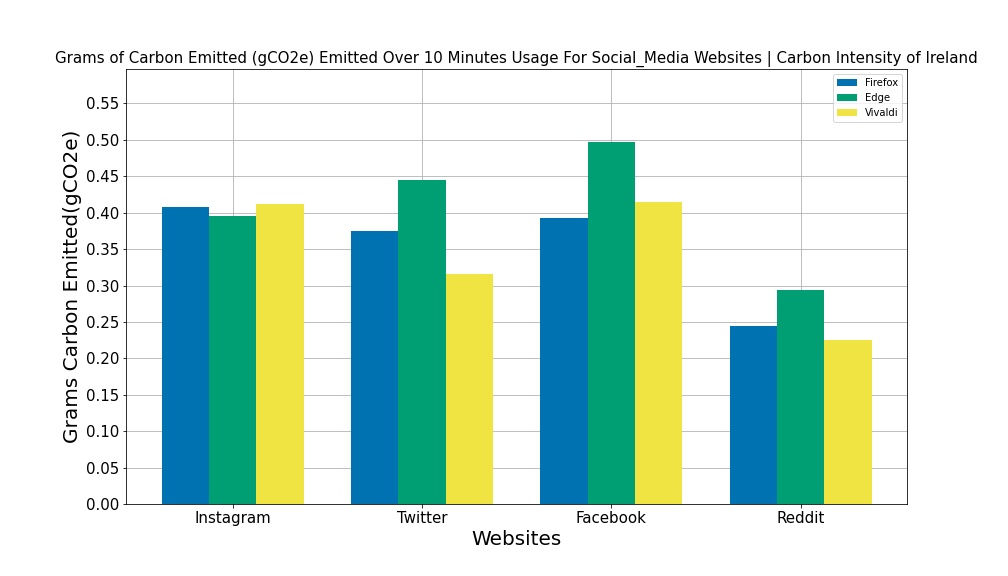 Grams of Carbon Emitted (gCO2e) Emitted Over 10 Minutes Usage For Social_Media Websites | Carbon Intensity of Ireland
Firefox
Edge
Vivaldi
Grams Carbon Emitted(gCO2e)
0.55
0.50
0.45
0.40
0.35
0.30
0.25
0.20
0.15
0.10
0.05
0.00
Instagram Twitter Facebook Reddit
Websites